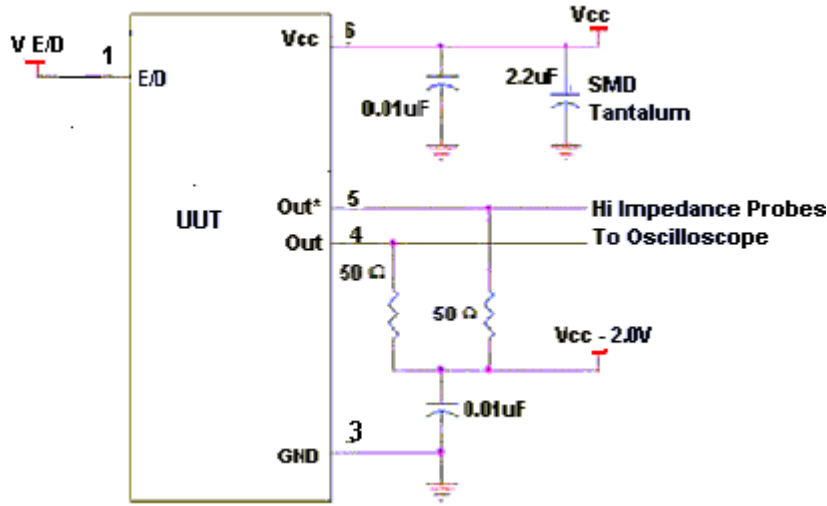 Vcc
V E/D
1
E/D
Vcc
6
0.01uF
2.2uF
SMD
Tantalum
UUT
Out*
5
Hi Impedance Probes
Out
4
To Oscilloscope
50 Ω
50 Ω
Vcc - 2.0V
0.01uF
GND
3